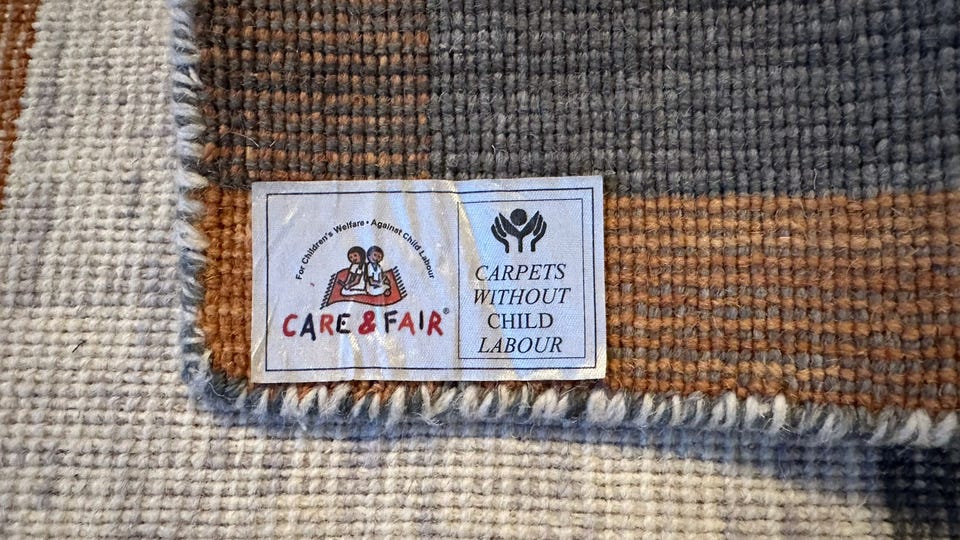 For Children's Welfare • Against Child Labour
CARE & FAIR®
CARPETS
WITHOUT
CHILD
LABOUR